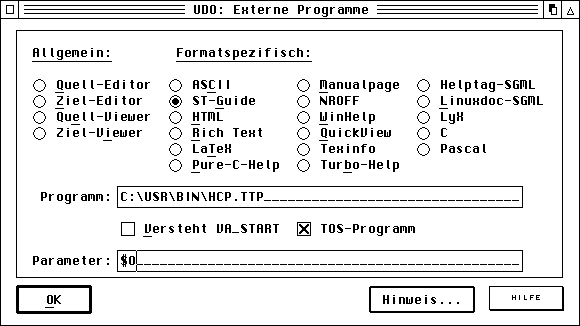 UDO: Externe Programme
Allgemein: Formatspezifisch:
Quell-Editor ASCII Manualpage Helptag-SGML
Ziel-Editor ST-Guide NROFF Linuxdoc-SGML
Quell-Viewer HTML WinHelp LyX
Ziel-Viewer Rich Text QuickView C
LaTeX Texinfo Pascal
Pure-C-Help Turbo-Help
Programm: C:\USR\BIN\HCP.TTP________________________________
Versteht VA_START TOS-Programm
Parameter: $O________________________________________________
OK Hinweis... HILFE